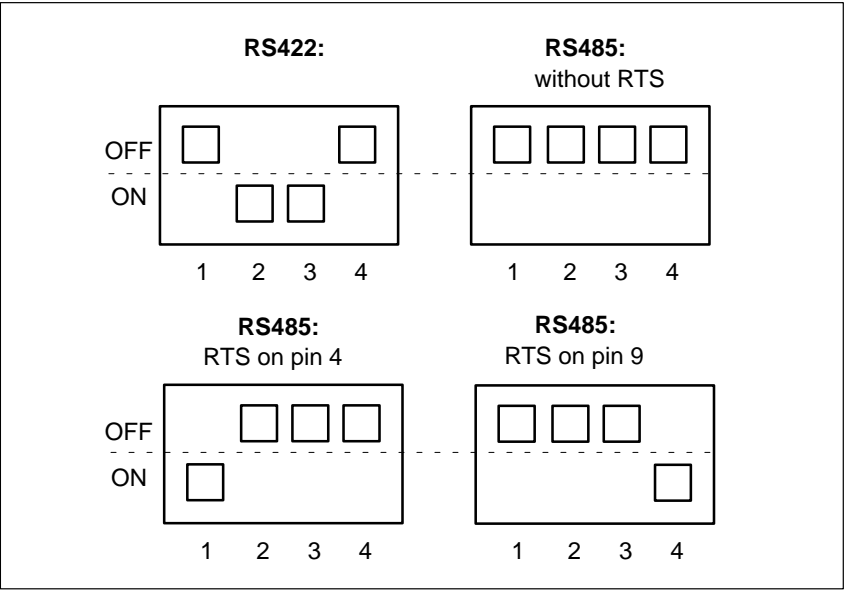 RS422:
RS485:
without RTS
OFF
ON
1 2 3 4
1 2 3 4
RS485:
RTS on pin 4
RS485:
RTS on pin 9
OFF
ON
1 2 3 4
1 2 3 4